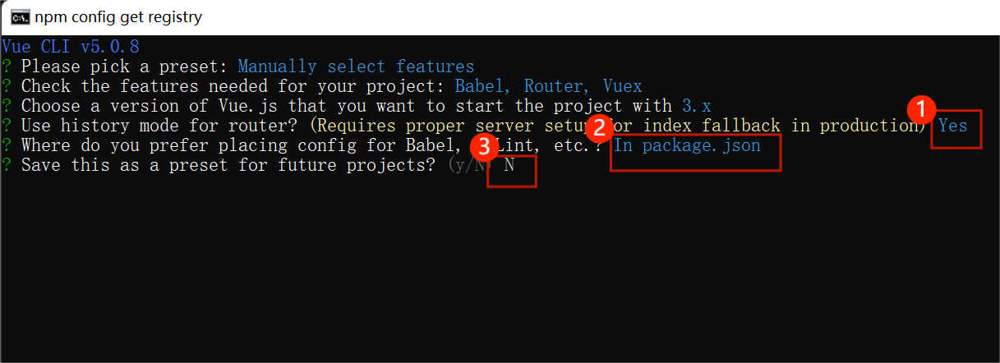 npm config get registry
Vue CLI v5.0.8
? Please pick a preset: Manually select features
? Check the features needed for your project: Babel, Router, Vuex
? Choose a version of Vue.js that you want to start the project with 3.x
1
? Use history mode for router? (Requires proper server setup for index fallback in production) Yes
2
? Where do you prefer placing config for Babel, Lint, etc.? In package.json
3
? Save this as a preset for future projects? (y/N) N